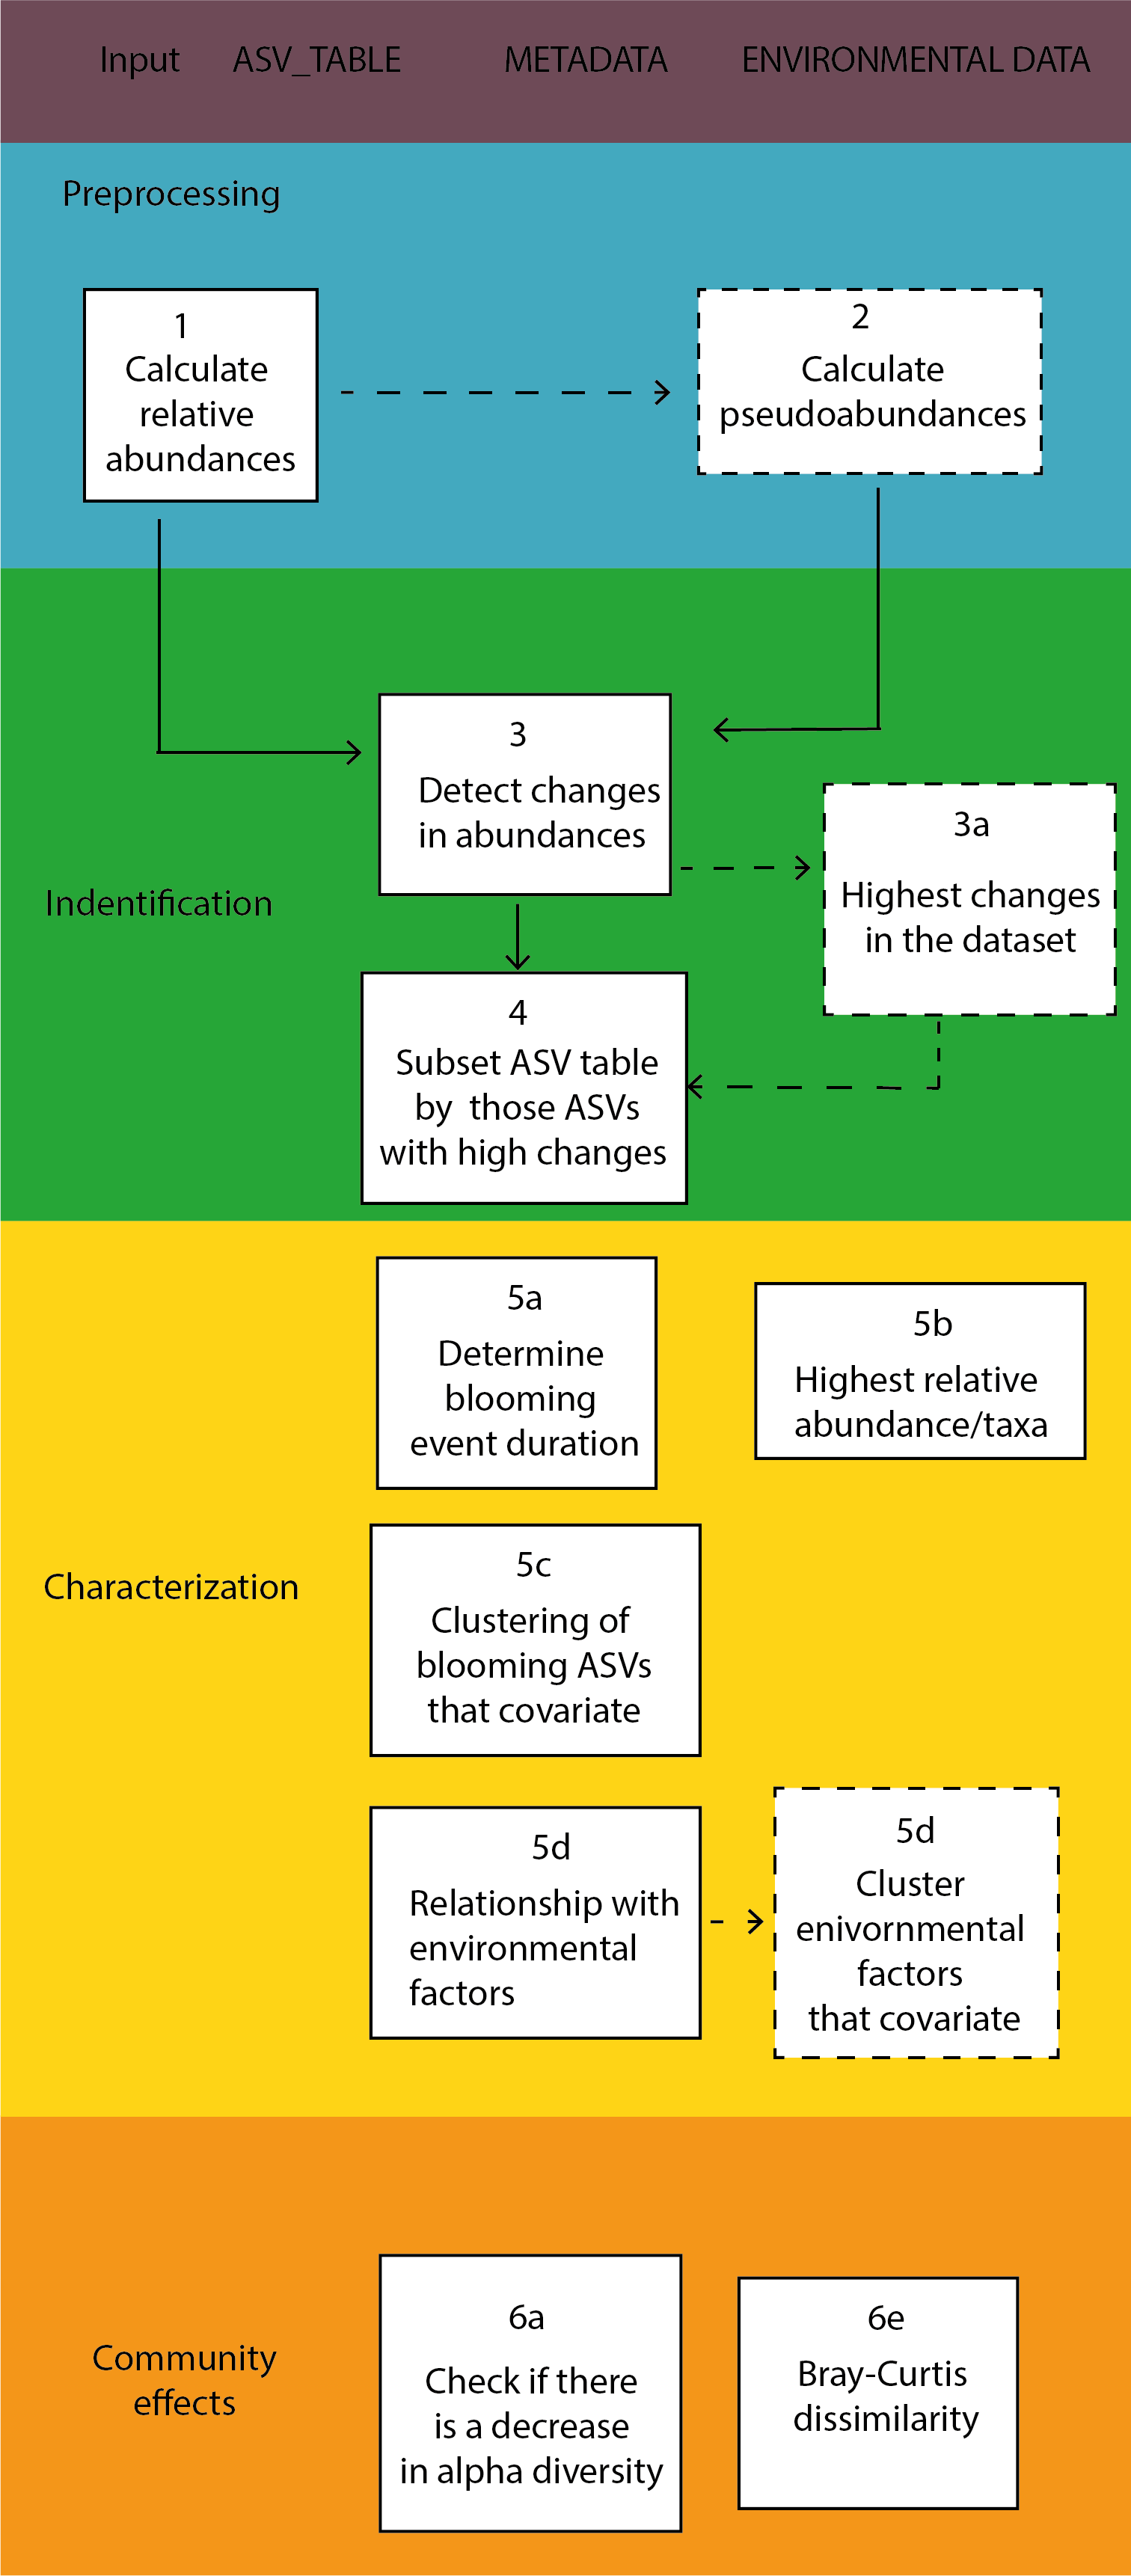 Input ASV_TABLE METADATA ENVIRONMENTAL DATA
Preprocessing
1
Calculate
relative
abundances
2
Calculate
pseudoabundances
3
Detect changes
in abundances
3a
Highest changes
in the dataset
Indentification
4
Subset ASV table
by those ASVs
with high changes
5a
Determine
blooming
event duration
5b
Highest relative
abundance/taxa
Characterization
5c
Clustering of
blooming ASVs
that covariate
5d
Relationship with
environmental
factors
5d
Cluster
enivornmental
factors
that covariate
Community
effects
6a
Check if there
is a decrease
in alpha diversity
6e
Bray-Curtis
dissimilarity